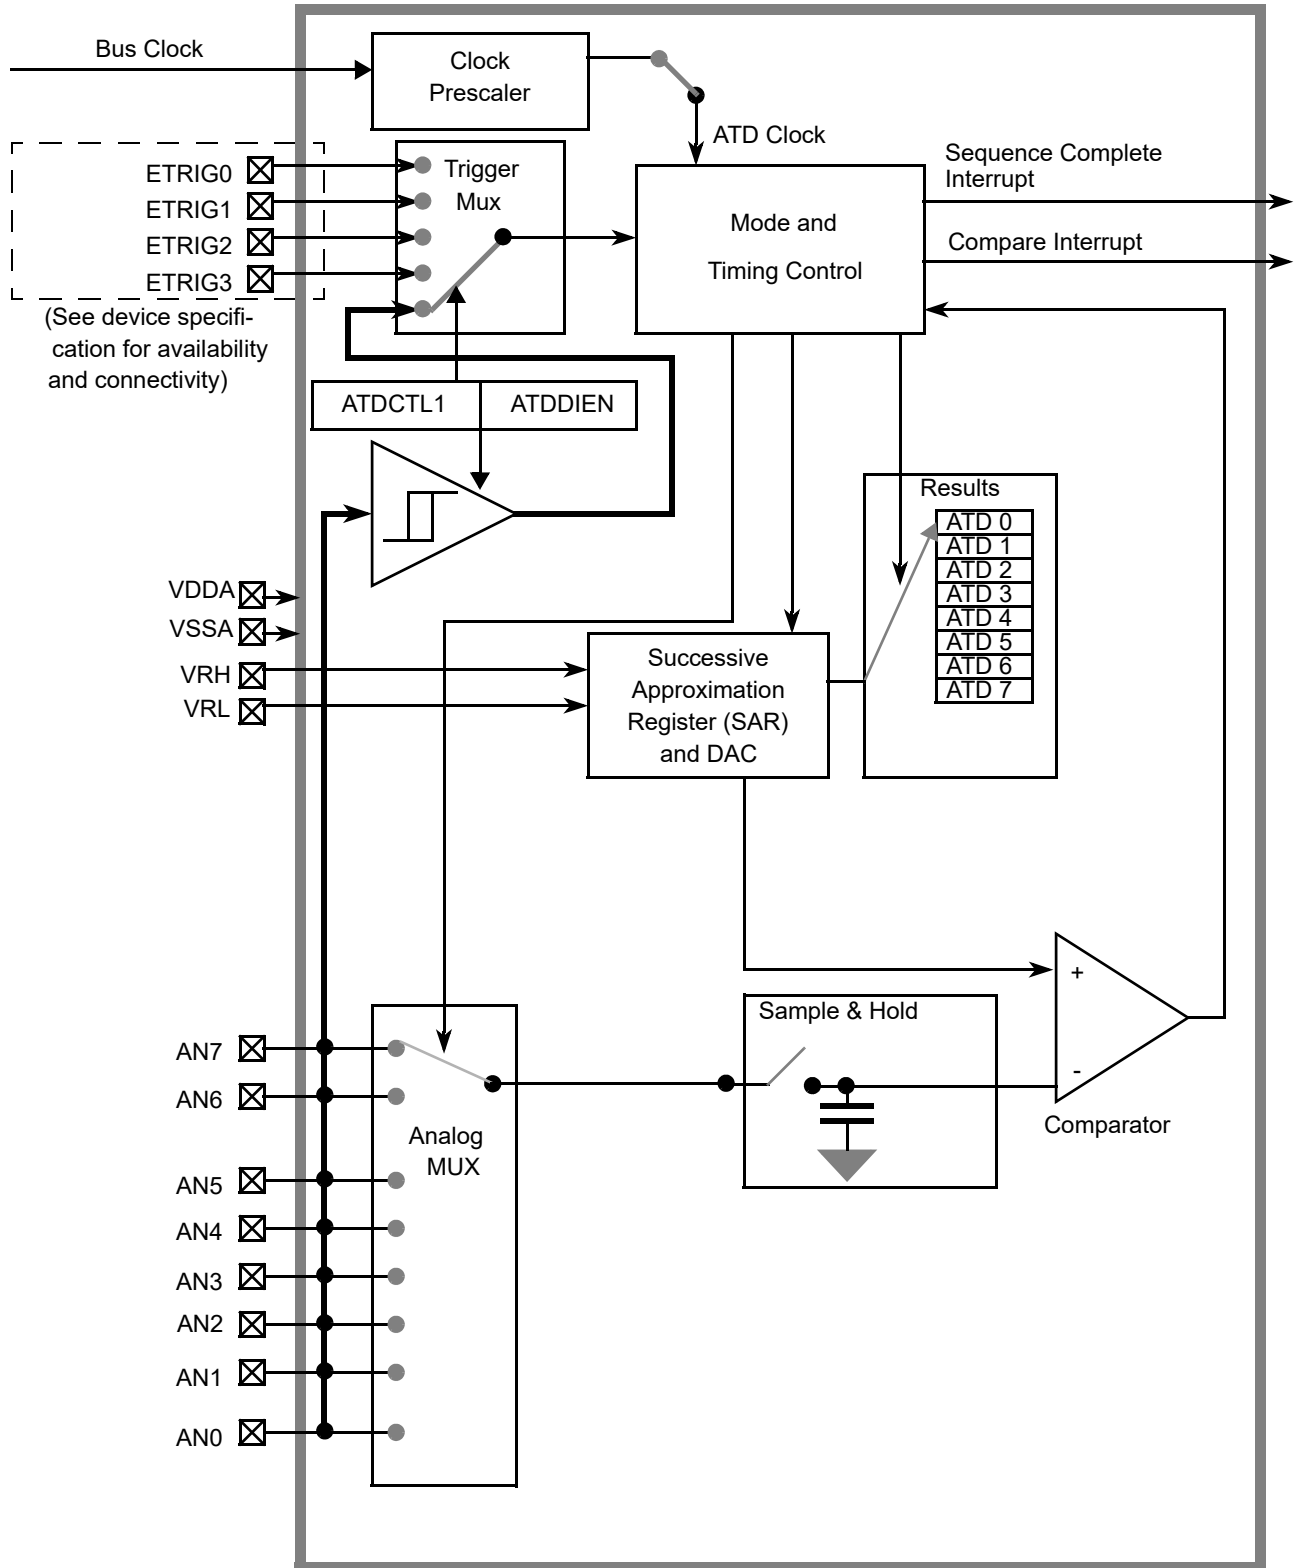 Bus Clock
Clock
Prescaler
ATD Clock
ETRIG0
ETRIG1
ETRIG2
ETRIG3
(See device specifi-
cation for availability
and connectivity)
Trigger
Mux
Mode and
Timing Control
Sequence Complete
Interrupt
Compare Interrupt
ATDCTL1
ATDDIEN
Results
ATD 0
ATD 1
ATD 2
ATD 3
ATD 4
ATD 5
ATD 6
ATD 7
VDDA
VSSA
VRH
VRL
Successive
Approximation
Register (SAR)
and DAC
+
-
Comparator
Sample & Hold
AN7
AN6
AN5
AN4
AN3
AN2
AN1
AN0
Analog
MUX